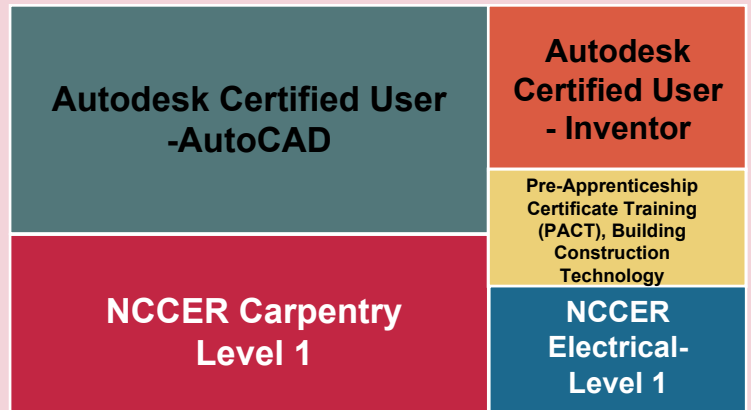 Autodesk Certified User
-AutoCAD
Autodesk
Certified User
- Inventor
Pre-Apprenticeship
Certificate Training
(PACT), Building
Construction
Technology
NCCER Carpentry
Level 1
NCCER
Electrical-
Level 1